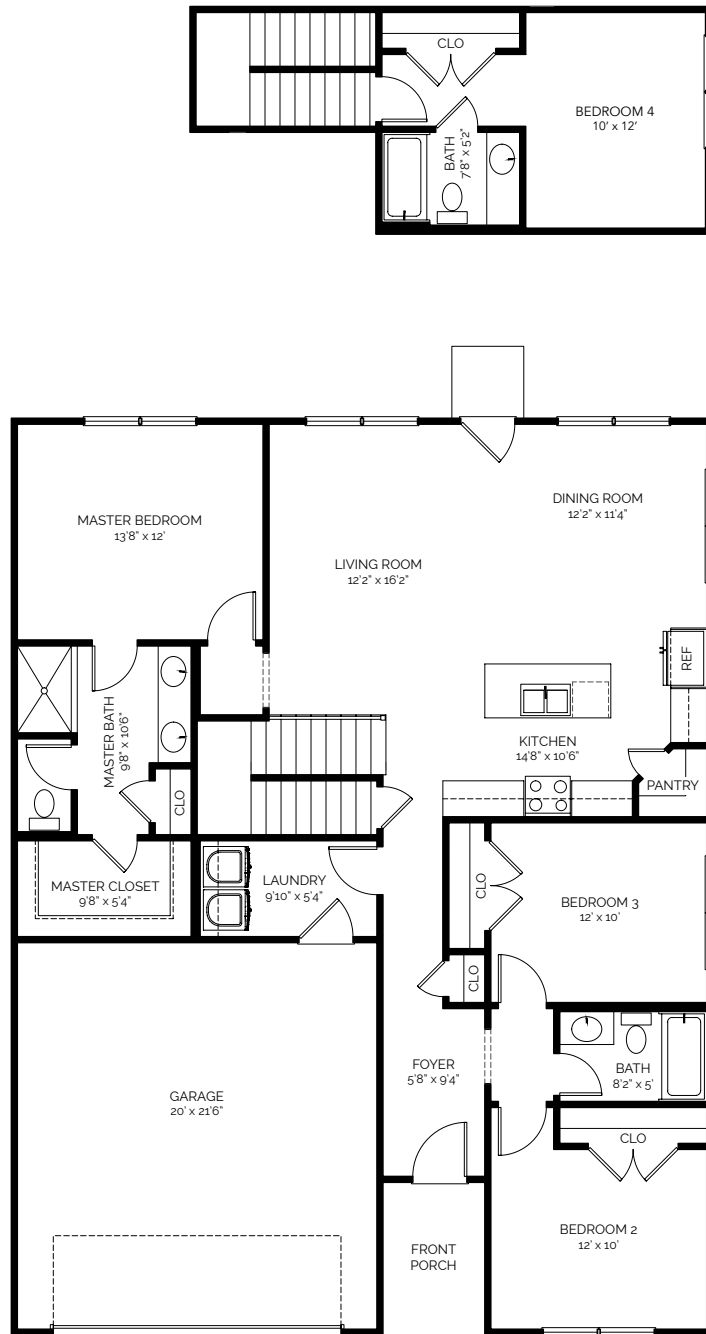 CLO
BEDROOM 4
10' x 12'
BATH
7'8" x 5'2"
MASTER BEDROOM
13'8" x 12'
DINING ROOM
12'2" x 11'4"
LIVING ROOM
12'2" x 16'2"
REF
MASTER BATH
9'8" x 10'6"
KITCHEN
14'8" x 10'6"
PANTRY
CLO
MASTER CLOSET
9'8" x 5'4"
LAUNDRY
9'10" x 5'4"
CLO
BEDROOM 3
12' x 10'
CLO
FOYER
5'8" x 9'4"
BATH
8'2" x 5'
GARAGE
20' x 21'6"
CLO
BEDROOM 2
12' x 10'
FRONT
PORCH